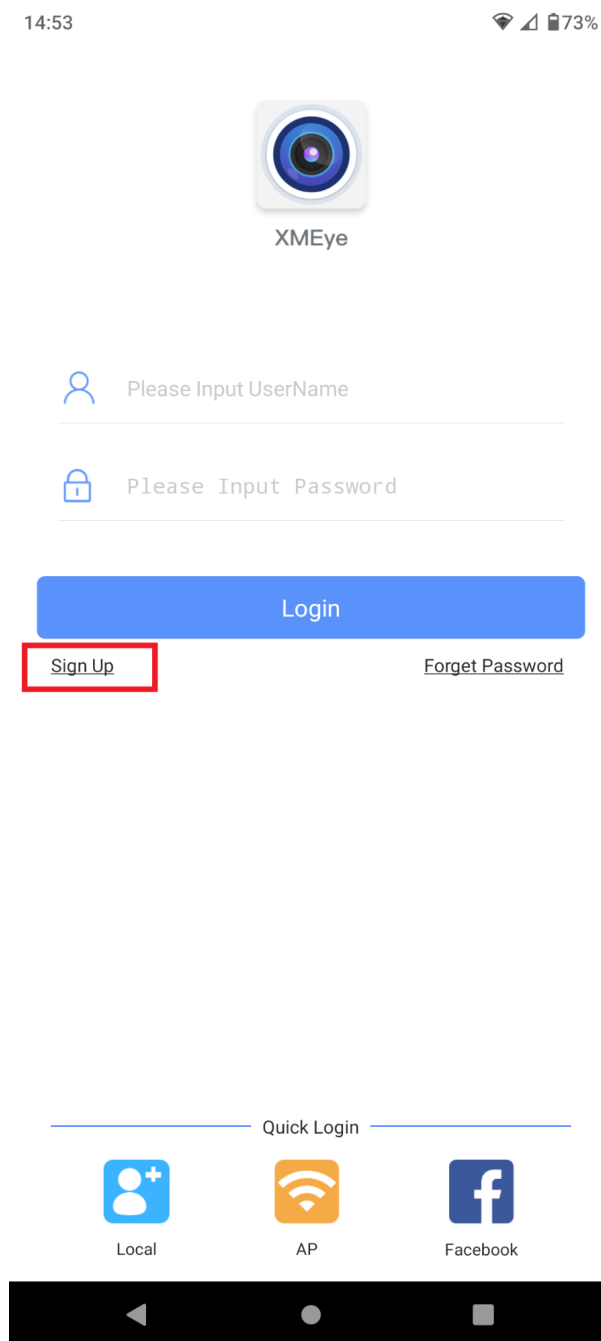 14:53 73%
XMEye
Please Input UserName
Please Input Password
Login
Sign Up Forget Password
Quick Login
Local AP Facebook